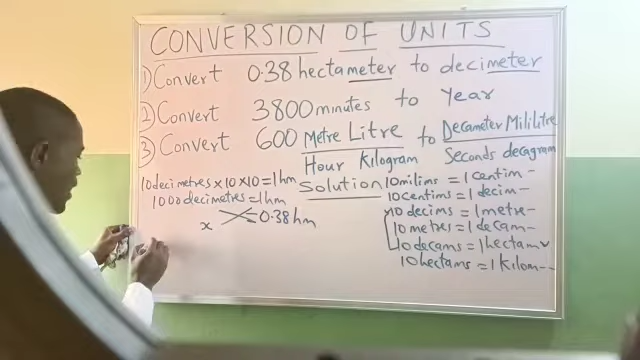 CONVERSION OF UNITS
1) Convert 0.38 hectameter to decimeter
2) Convert 3800 minutes to Year
3) Convert 600 Metre Litre to Decameter Mililitre
Hour Kilogram Seconds decagram
Solution
10 decimetres × 10 × 10 = 1 hm
1000 decimetres = 1 hm
x = 0.38 hm
10 milims = 1 centim -
10 centims = 1 decim -
10 decims = 1 metre -
10 metres = 1 decam -
10 decams = 1 hectam
10 hectams = 1 kilom --